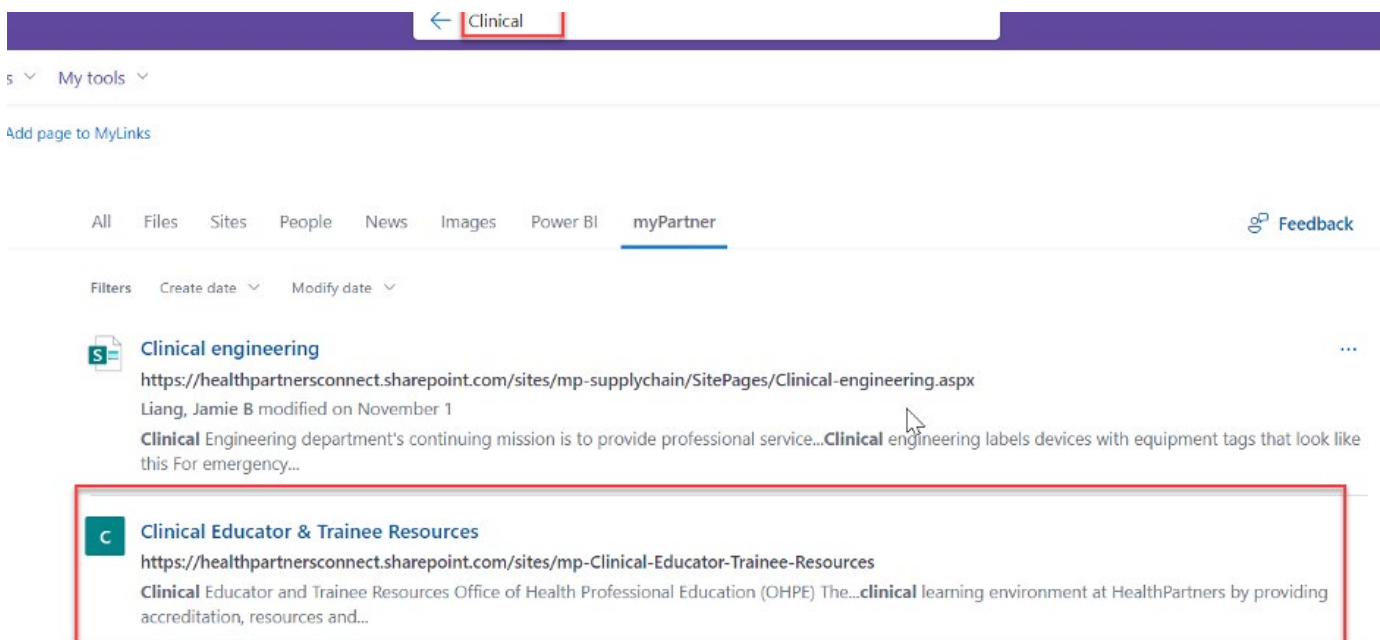 Clinical
s My tools
Add page to MyLinks
All Files Sites People News Images Power BI myPartner Feedback
Filters Create date Modify date
S Clinical engineering ...
https://healthpartnersconnect.sharepoint.com/sites/mp-supplychain/SitePages/Clinical-engineering.aspx
Liang, Jamie B modified on November 1
Clinical Engineering department's continuing mission is to provide professional service...Clinical engineering labels devices with equipment tags that look like
this For emergency...
C Clinical Educator & Trainee Resources
https://healthpartnersconnect.sharepoint.com/sites/mp-Clinical-Educator-Trainee-Resources
Clinical Educator and Trainee Resources Office of Health Professional Education (OHPE) The...clinical learning environment at HealthPartners by providing
accreditation, resources and...